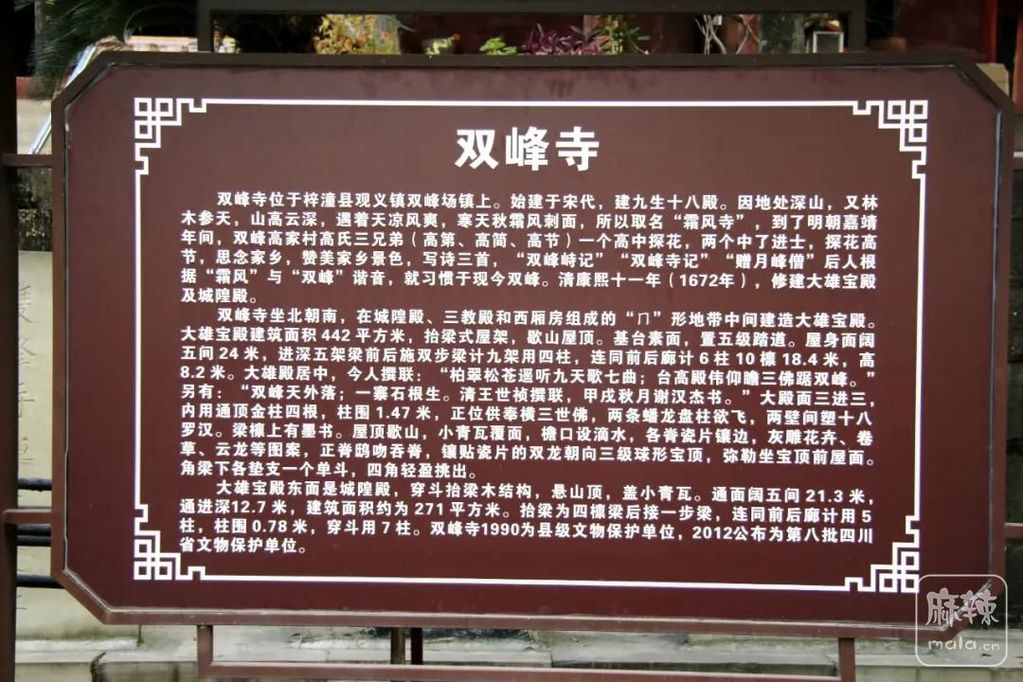 双峰寺
双峰寺位于梓潼县观义镇双峰场镇上。始建于宋代，建九生十八殿。因地处深山，又林
木参天，山高云深，遇着天凉风爽，寒天秋霜风刺面，所以取名“霜风寺”，到了明朝嘉靖
年间，双峰高家村高氏三兄弟（高第、高简、高节）一个高中探花，两个中了进士，探花高
节，思念家乡，赞美家乡景色，写诗三首，“双峰峙记”“双峰寺记”“赠月峰僧”后人根
据“霜风”与“双峰”谐音，就习惯于现今双峰。清康熙十一年（1672年），修建大雄宝殿
及城隍殿。
双峰寺坐北朝南，在城隍殿、三教殿和西厢房组成的“冂”形地带中间建造大雄宝殿。
大雄宝殿建筑面积442平方米，抬梁式屋架，歇山屋顶。基台素面，置五级踏道。屋身面阔
五间24米，进深五架梁前后施双步梁计九架用四柱，连同前后廊计6柱10檩18.4米，高
8.2米。大雄殿居中，今人撰联：“柏翠松苍遥听九天歌七曲；台高殿伟仰瞻三佛踞双峰。”
另有：“双峰天外落；一寨石根生。清王世祯撰联，甲戌秋月谢汉杰书。”大殿面三进三，
内用通顶金柱四根，柱围1.47米，正位供奉横三世佛，两条蟠龙盘柱欲飞，两壁间塑十八
罗汉。梁檩上有墨书。屋顶歇山，小青瓦覆面，檐口设滴水，各脊瓷片镶边，灰雕花卉、卷
草、云龙等图案，正脊鸱吻吞脊，镶贴瓷片的双龙朝向三级球形宝顶，弥勒坐宝顶前屋面。
角梁下各垫支一个单斗，四角轻盈挑出。
大雄宝殿东面是城隍殿，穿斗抬梁木结构，悬山顶，盖小青瓦。通面阔五间21.3米，
通进深12.7米，建筑面积约为271平方米。抬梁为四檩梁后接一步梁，连同前后廊计用5
柱，柱围0.78米，穿斗用7柱。双峰寺1990为县级文物保护单位，2012公布为第八批四川
省文物保护单位。
麻辣
mala.cn